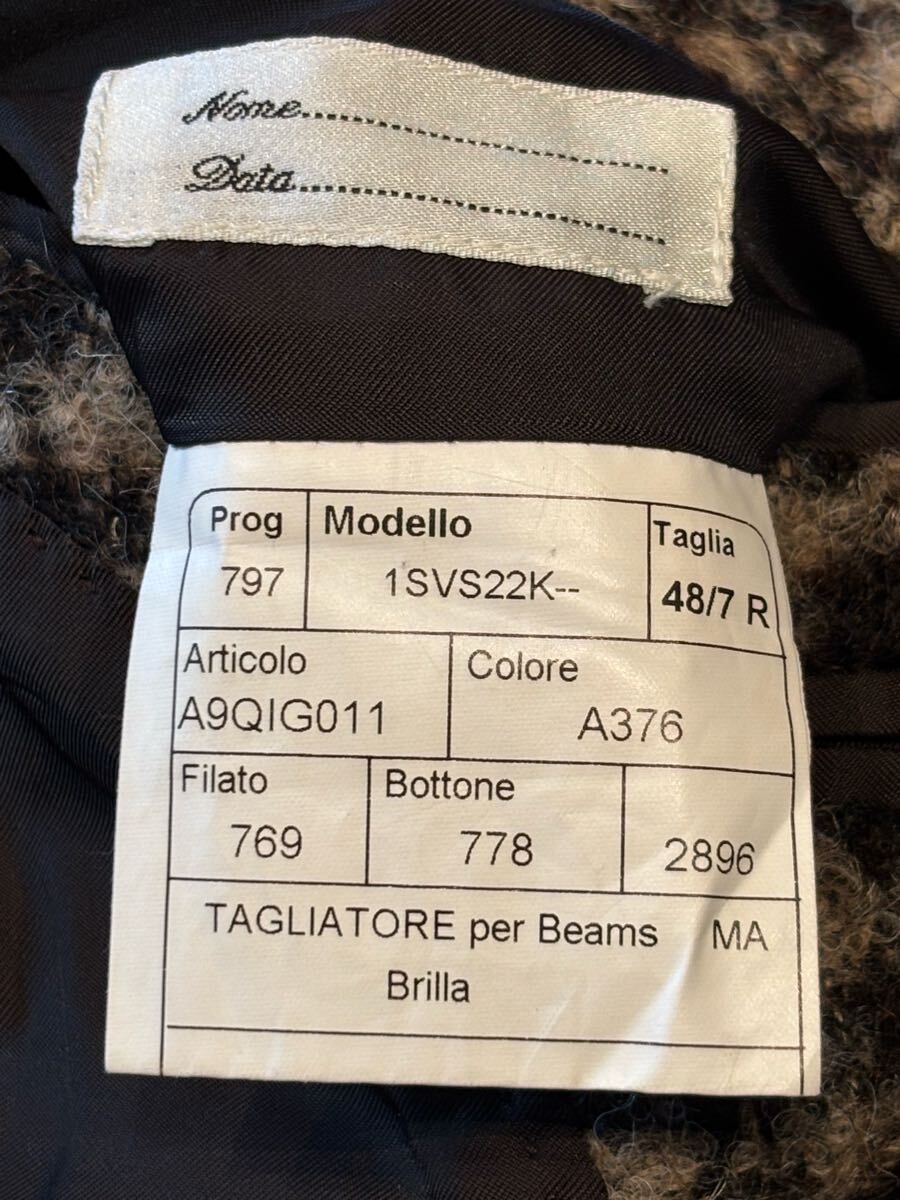 Nome
Data
Prog Modello Taglia
797 1SVS22K-- 48/7 R
Articolo Colore
A9QIG011 A376
Filato Bottone
769 778 2896
TAGLIATORE per Beams MA
Brilla